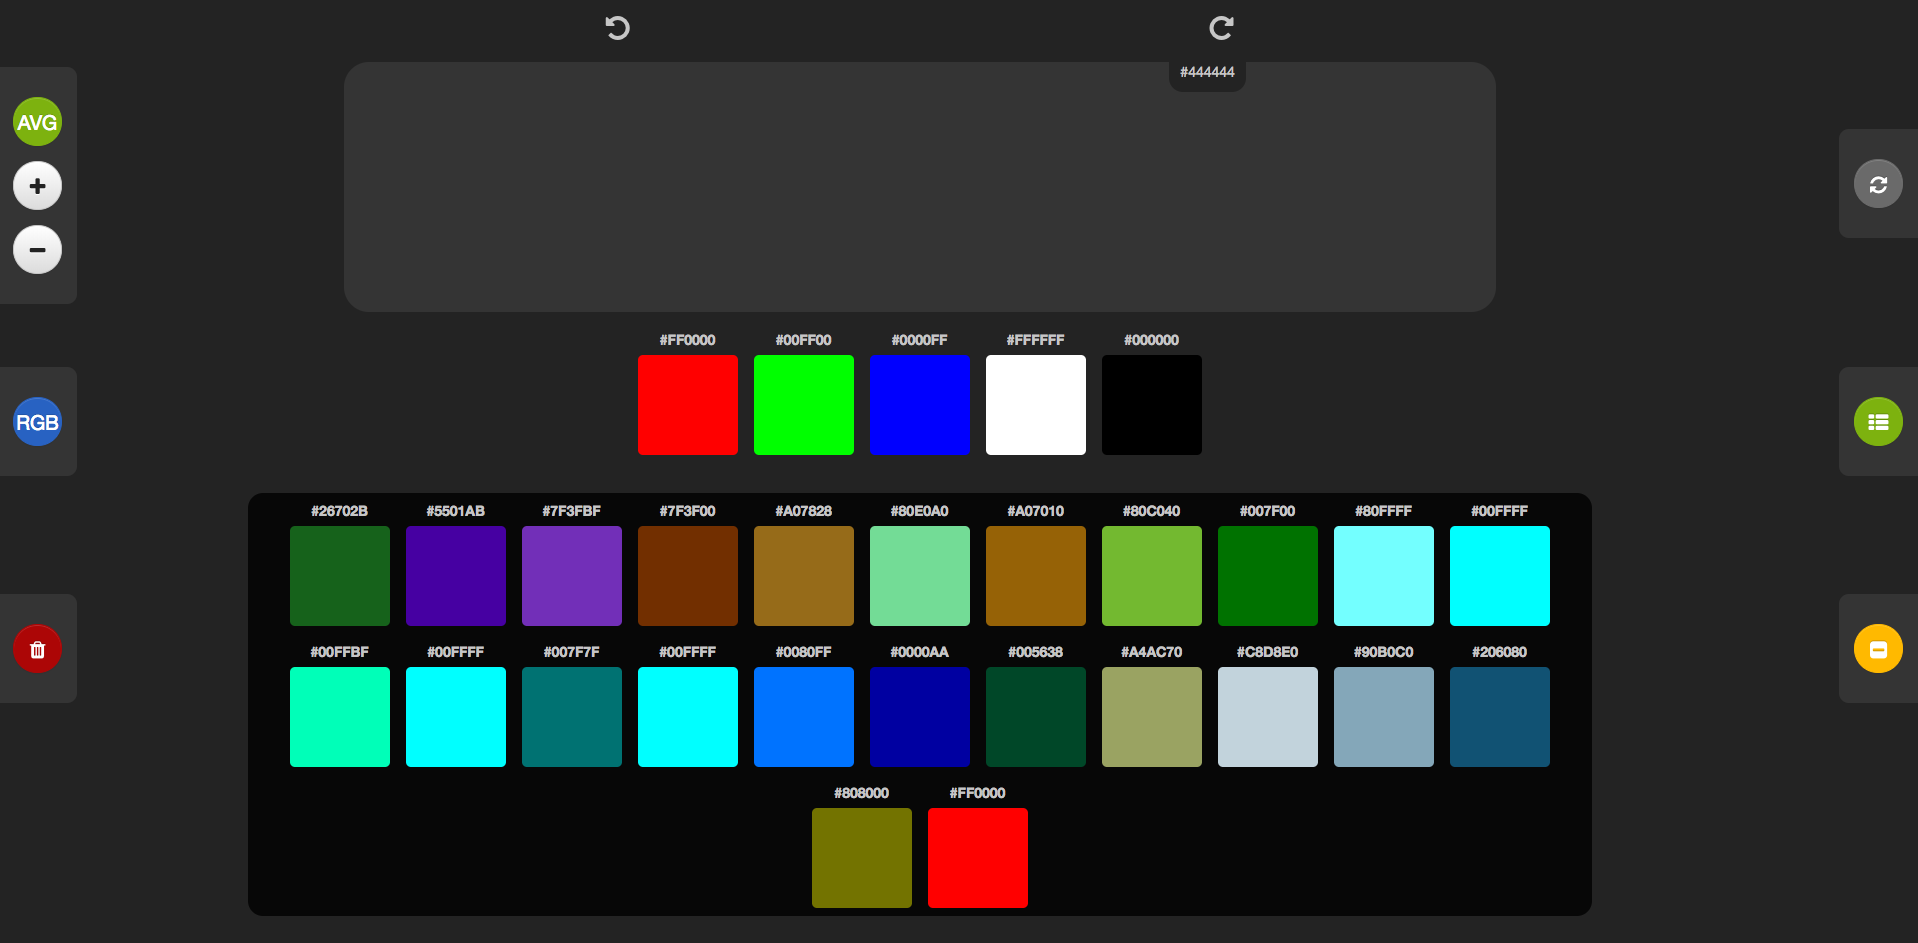 #444444
AVG
RGB
#FF0000 #00FF00 #0000FF #FFFFFF #000000
#26702B #5501AB #7F3FBF #7F3F00 #A07828 #80E0A0 #A07010 #80C040 #007F00 #80FFFF #00FFFF
#00FFBF #00FFFF #007F7F #00FFFF #0080FF #0000AA #005638 #A4AC70 #C8D8E0 #90B0C0 #206080
#808000 #FF0000